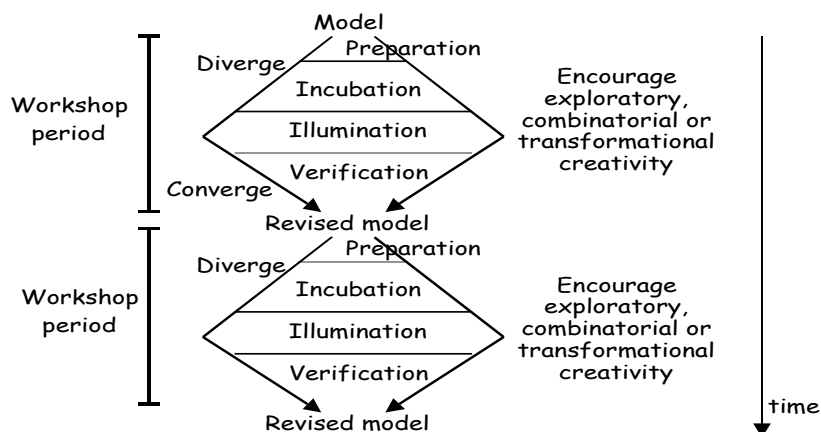 Model
Preparation
Diverge
Incubation
Illumination
Verification
Converge
Workshop
period
Encourage
exploratory,
combinatorial or
transformational
creativity
Revised model
Preparation
Diverge
Incubation
Illumination
Verification
Workshop
period
Encourage
exploratory,
combinatorial or
transformational
creativity
time
Revised model